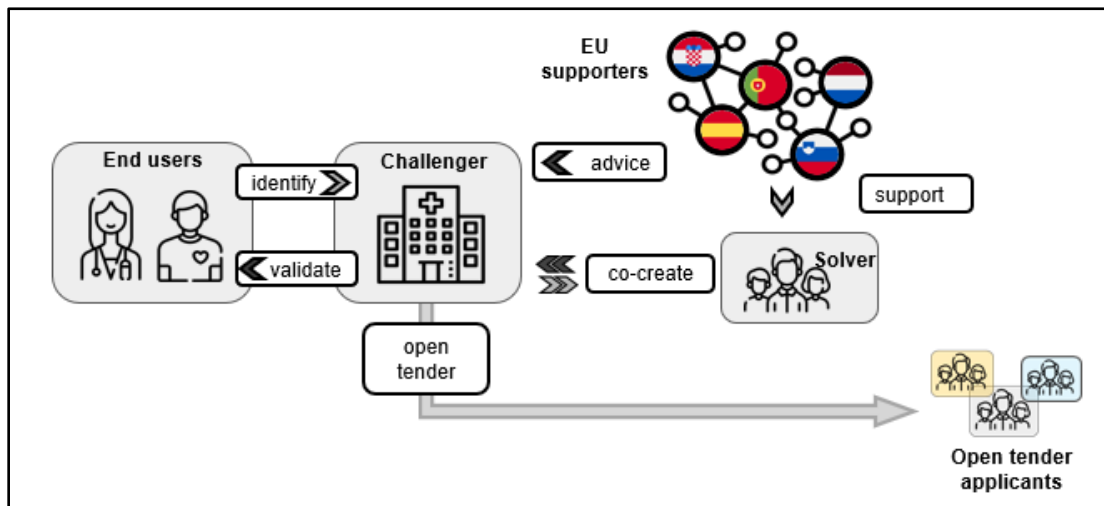 EU
supporters
End users
Challenger
identify
advice
support
validate
co-create
Solver
open
tender
Open tender
applicants